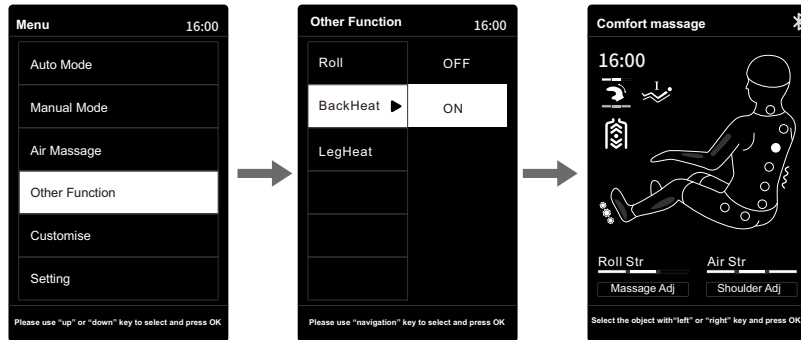 Menu 16:00
Auto Mode
Manual Mode
Air Massage
Other Function
Customise
Setting
Please use “up” or “down” key to select and press OK
Other Function 16:00
Roll OFF
BackHeat ON
LegHeat
Please use “navigation” key to select and press OK
Comfort massage
16:00
I
Roll Str Air Str
Massage Adj Shoulder Adj
Select the object with“left” or “right” key and press OK